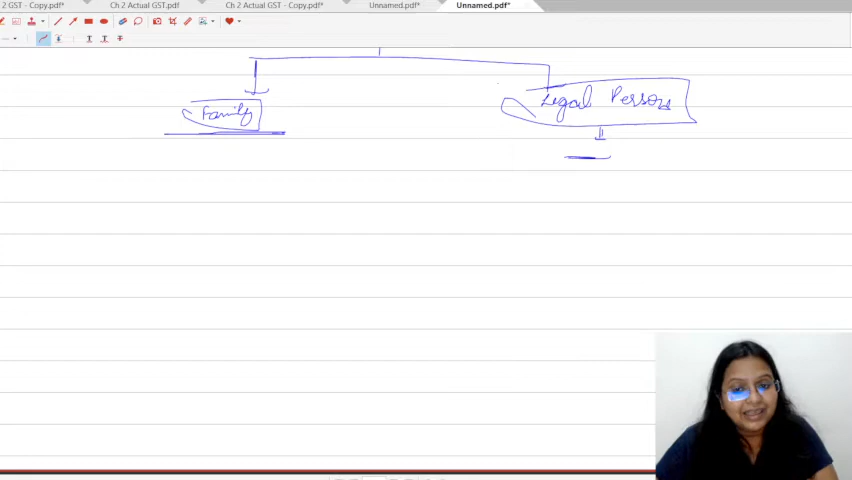 2 GST - Copy.pdf* Ch 2 Actual GST.pdf Ch 2 Actual GST - Copy.pdf* Unnamed.pdf* Unnamed.pdf*
Family
Legal Persons